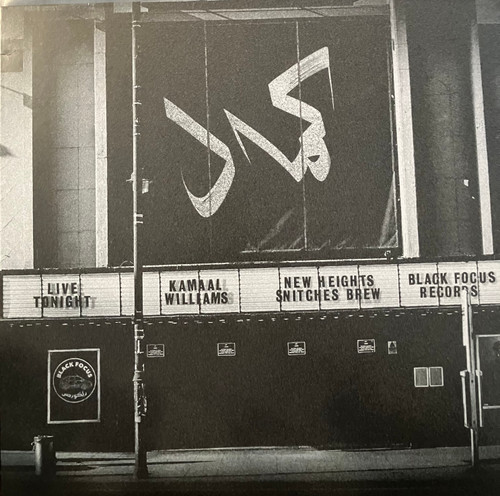 كمال
LIVE
TONIGHT
KAMAAL
WILLIAMS
NEW HEIGHTS
SNITCHES BREW
BLACK FOCUS
RECORDS
BLACK FOCUS